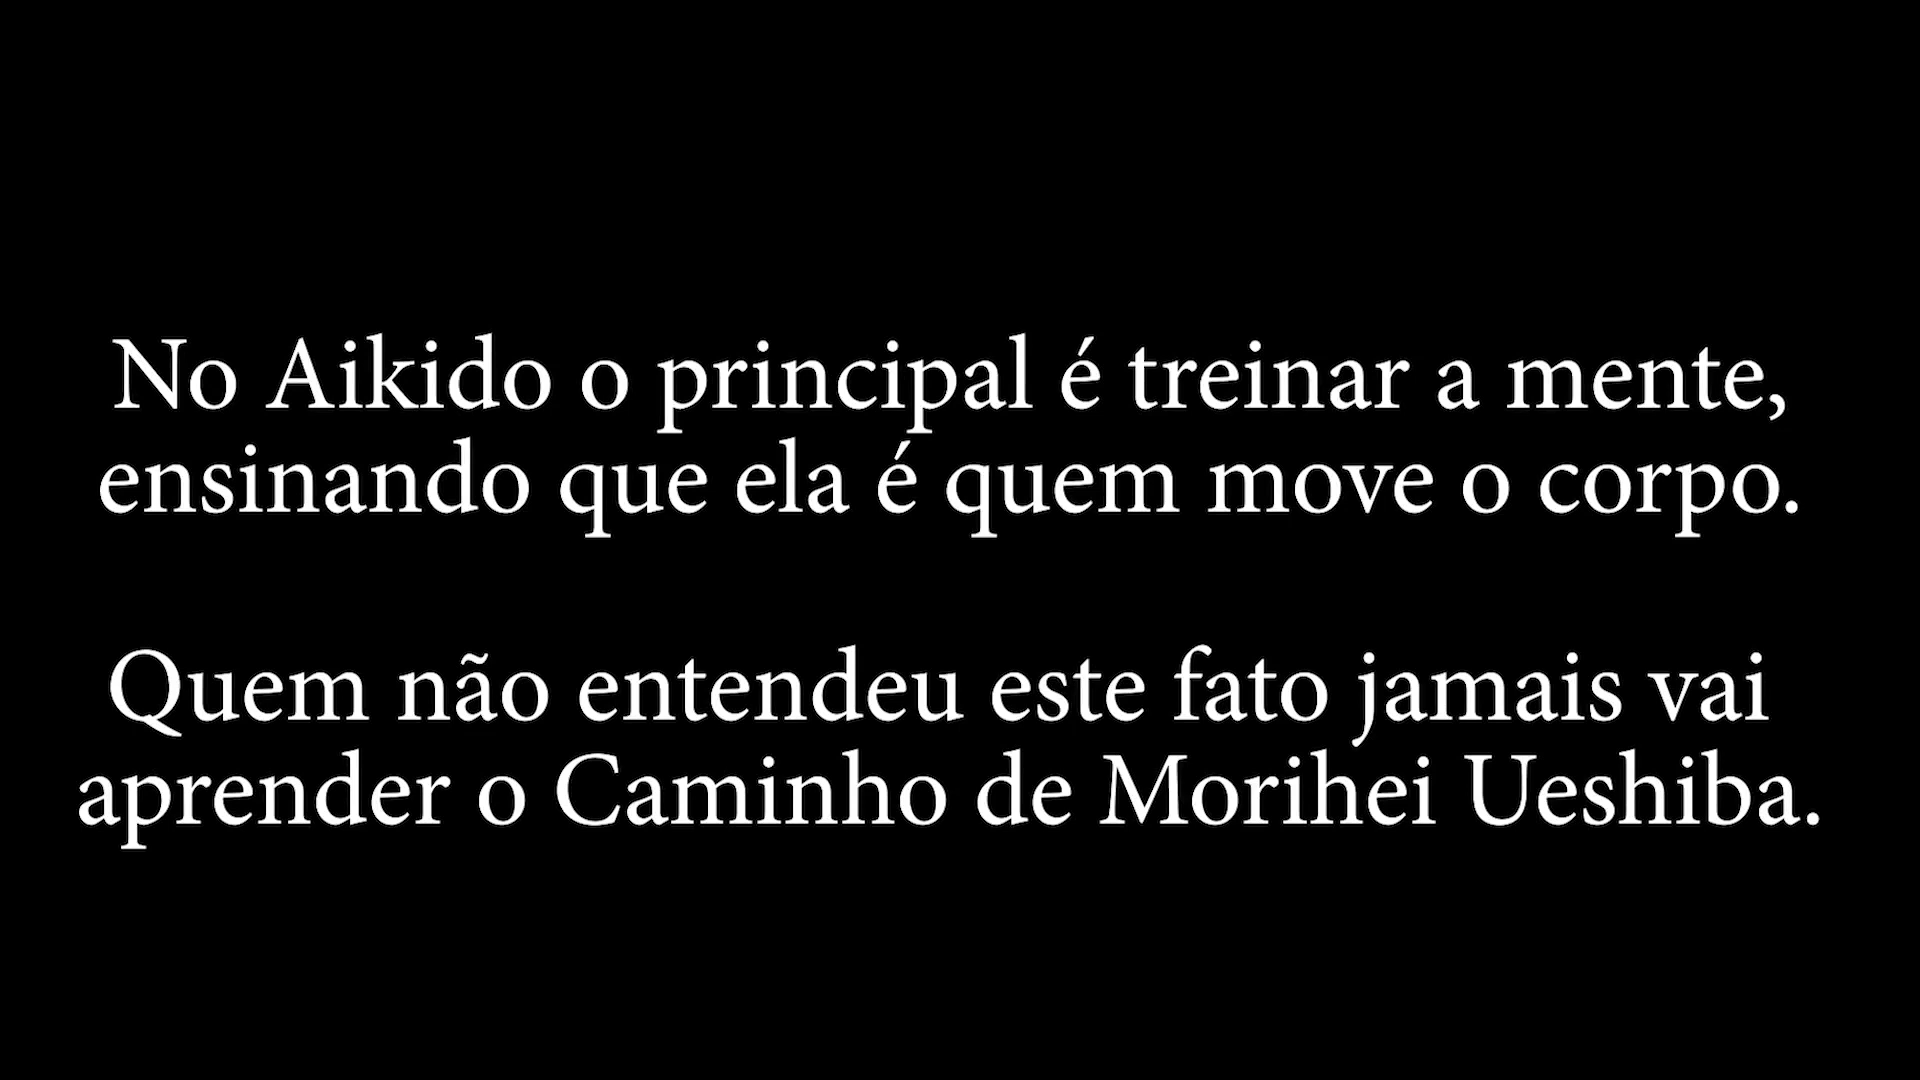 No Aikido o principal é treinar a mente,
ensinando que ela é quem move o corpo.
Quem não entendeu este fato jamais vai
aprender o Caminho de Morihei Ueshiba.